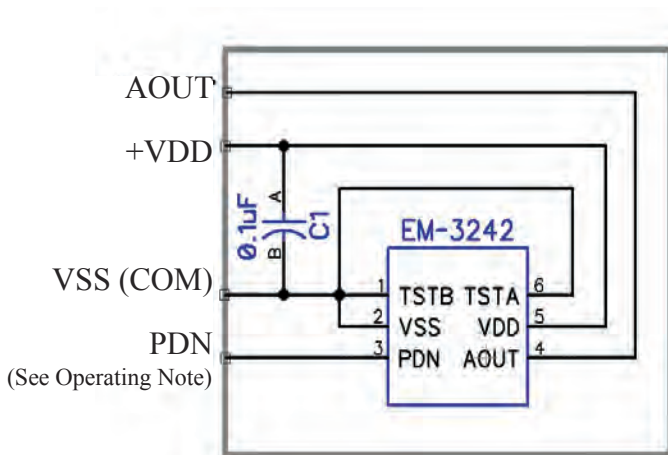 AOUT
+VDD
0.1uF
A
B
C1
EM-3242
VSS (COM)
1 TSTB TSTA 6
2 VSS VDD 5
PDN
3 PDN AOUT 4
(See Operating Note)